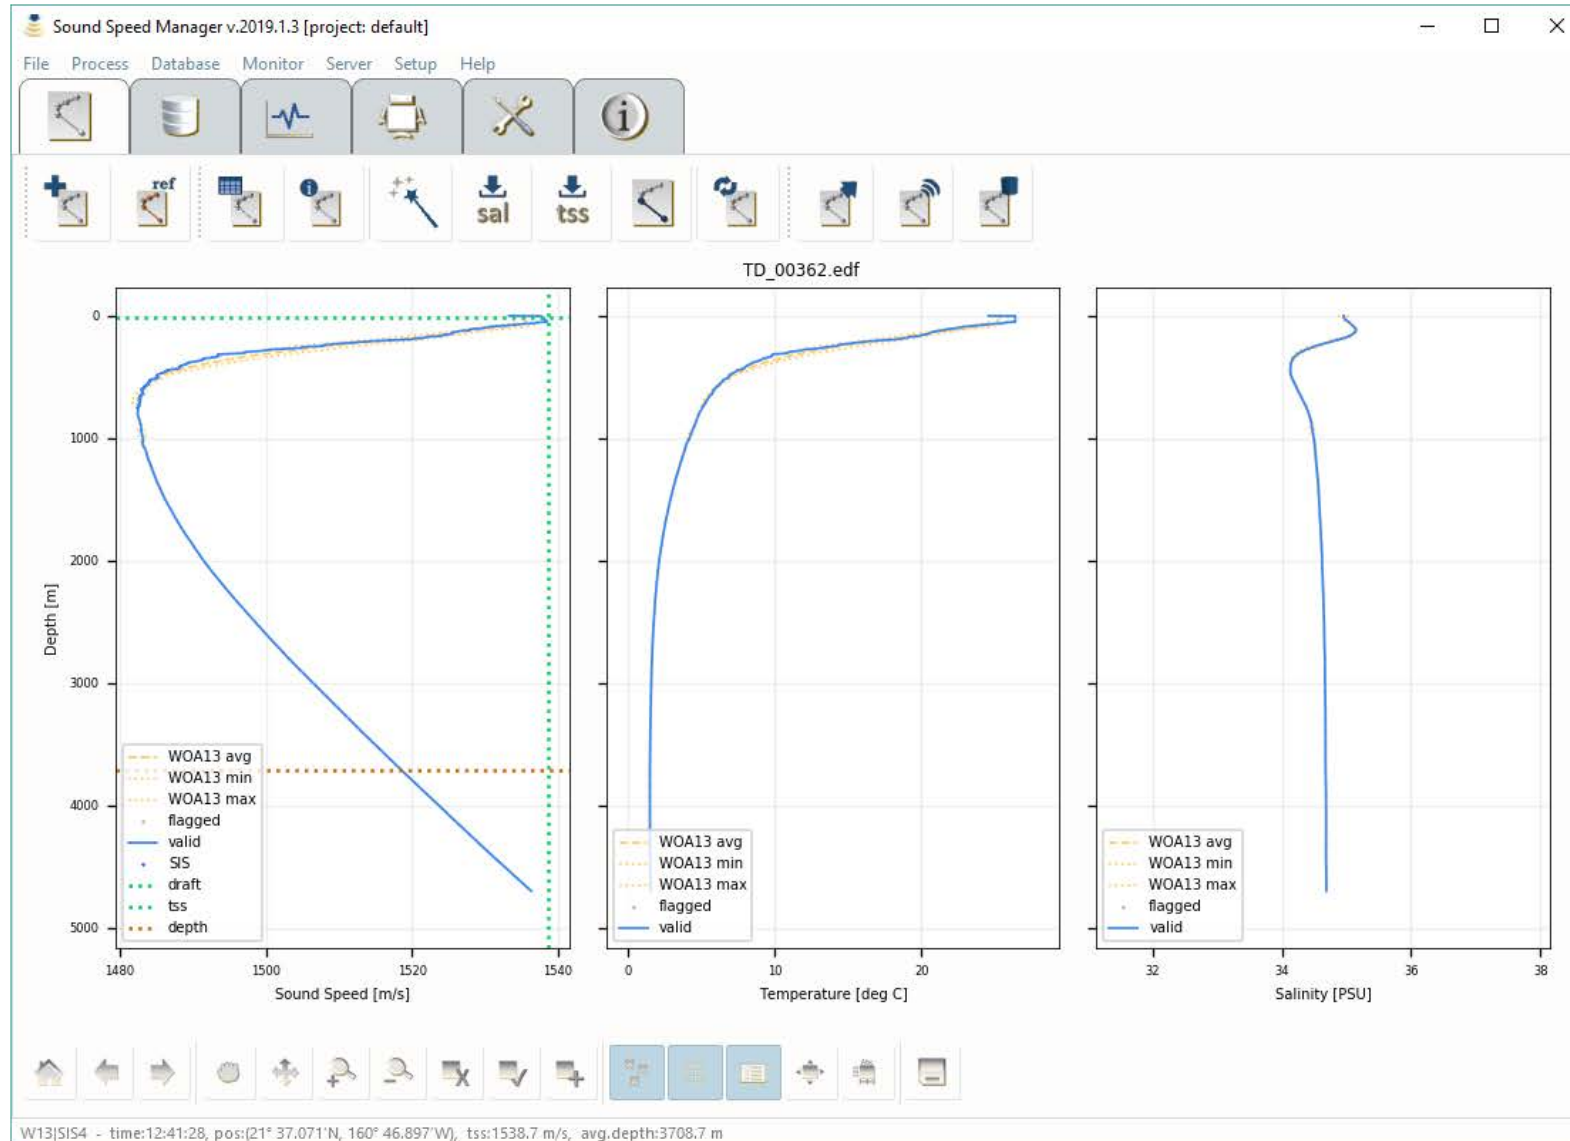 Sound Speed Manager v.2019.1.3 [project: default]
File Process Database Monitor Server Setup Help
ref
sal
tss
TD_00362.edf
0
1000
2000
3000
4000
5000
Depth [m]
WOA13 avg
WOA13 min
WOA13 max
flagged
valid
SIS
draft
tss
depth
1480 1500 1520 1540
Sound Speed [m/s]
WOA13 avg
WOA13 min
WOA13 max
flagged
valid
0 10 20
Temperature [deg C]
WOA13 avg
WOA13 min
WOA13 max
flagged
valid
32 34 36 38
Salinity [PSU]
W13|SIS4 - time:12:41:28, pos:(21° 37.071'N, 160° 46.897'W), tss:1538.7 m/s, avg.depth:3708.7 m